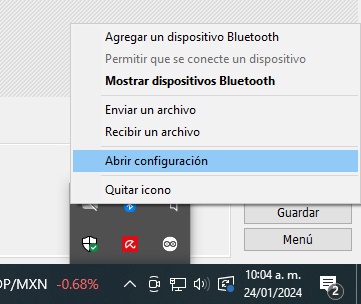 Agregar un dispositivo Bluetooth
Permitir que se conecte un dispositivo
Mostrar dispositivos Bluetooth
Enviar un archivo
Recibir un archivo
Abrir configuración
Quitar icono
Guardar
Menú
OP/MXN -0.68%
10:04 a. m.
24/01/2024
2